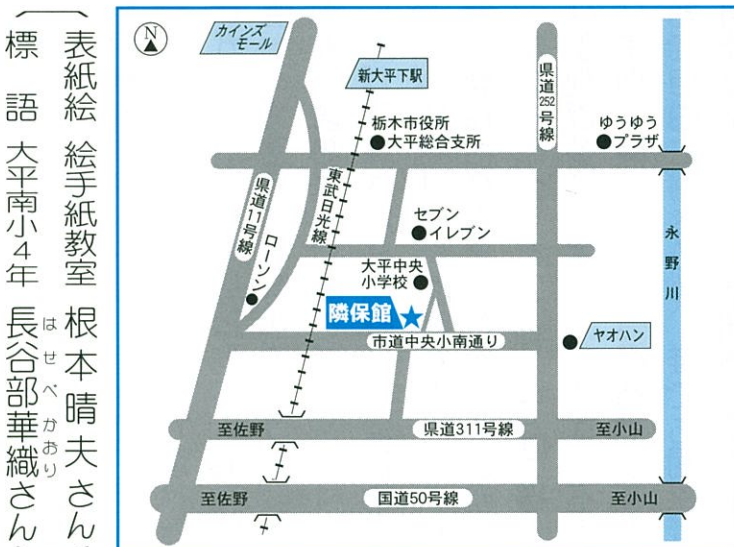 表紙絵 絵手紙教室 根本晴夫さん
標語 大平南小4年 長谷部華織さん
はせべかおり
N
カインズ
モール
新大平下駅
県道252号線
栃木市役所
大平総合支所
ゆうゆう
プラザ
県道11号線
東武日光線
ローソン
セブン
イレブン
永野川
大平中央
小学校
隣保館
市道中央小南通り
ヤオハン
至佐野
県道311号線
至小山
至佐野
国道50号線
至小山